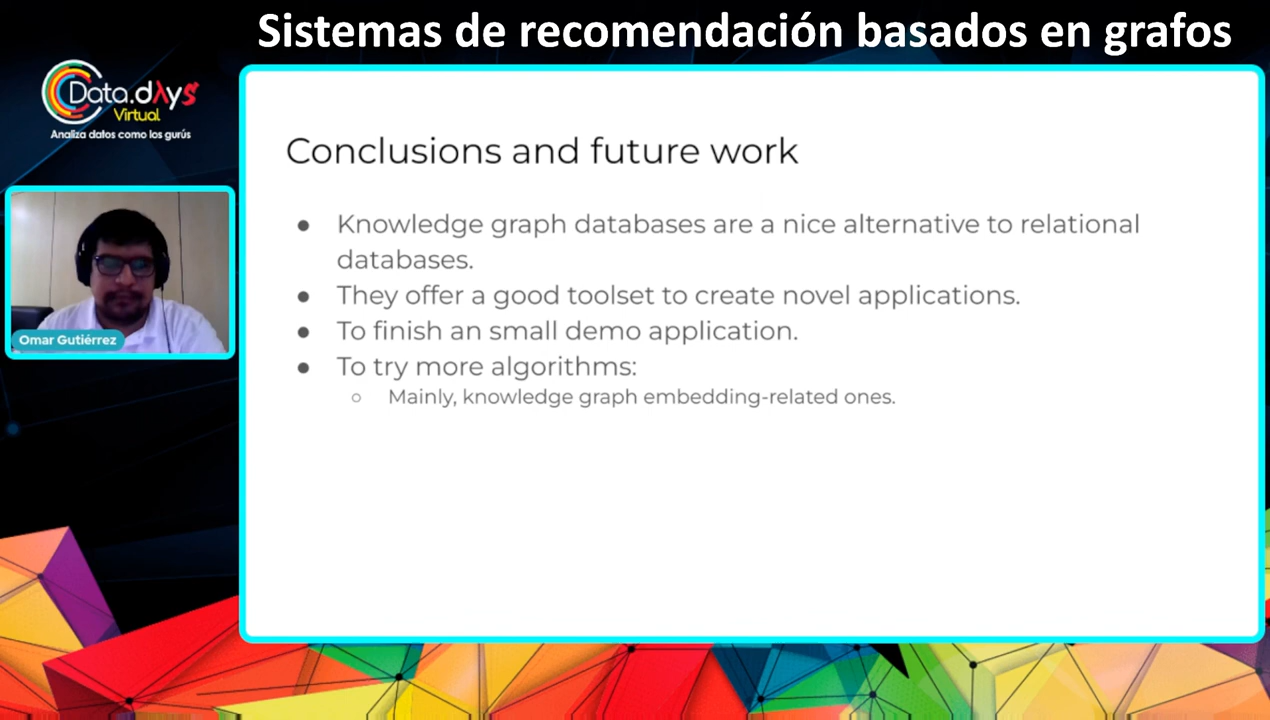 Sistemas de recomendación basados en grafos
Data.dAys
Virtual
Analiza datos como los gurús
Omar Gutiérrez
Conclusions and future work
● Knowledge graph databases are a nice alternative to relational
databases.
● They offer a good toolset to create novel applications.
● To finish an small demo application.
● To try more algorithms:
○ Mainly, knowledge graph embedding-related ones.